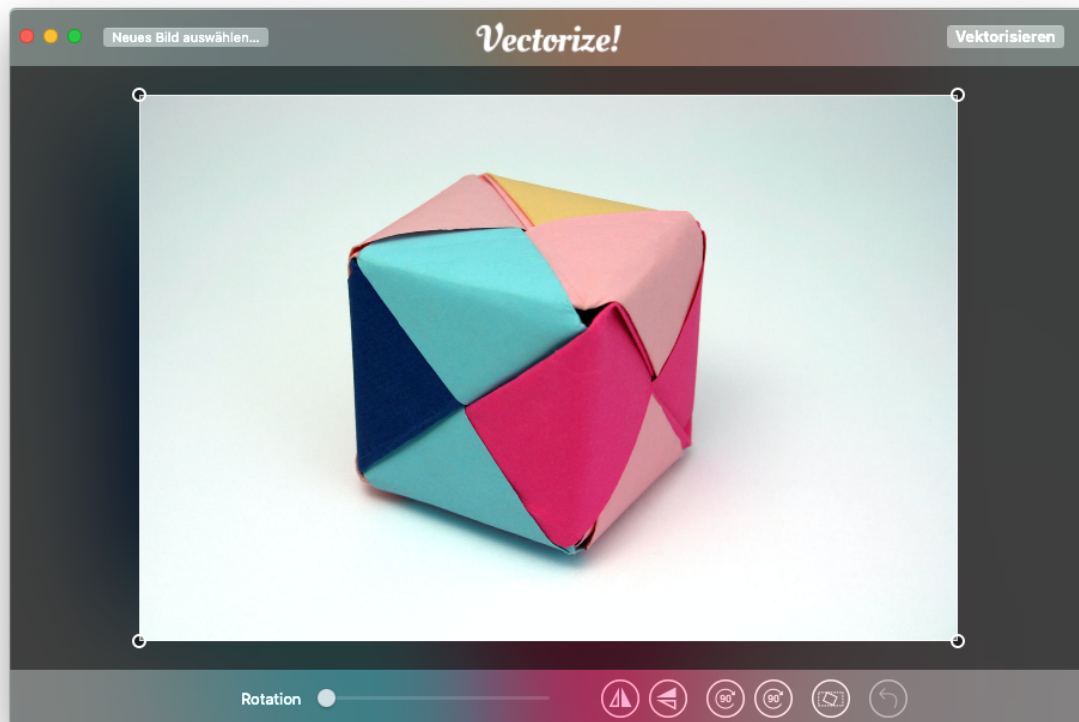 Neues Bild auswählen...
Vectorize!
Vektorisieren
Rotation
90
90